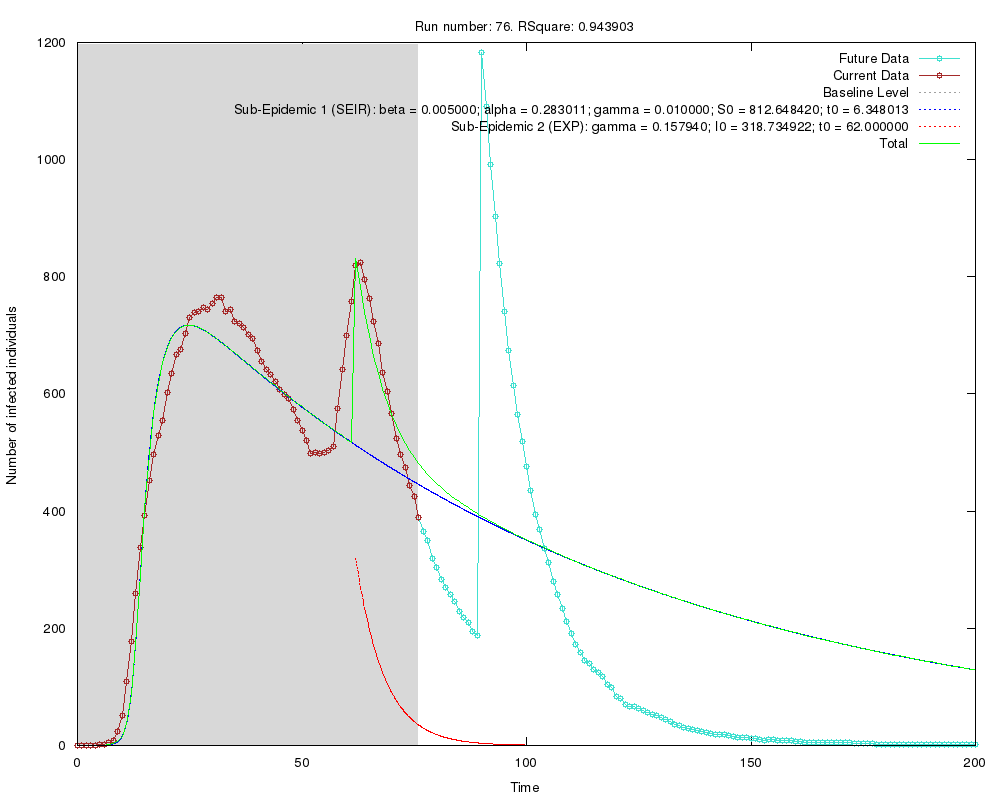 Run number: 76. RSquare: 0.943903
Future Data
Current Data
Baseline Level
Sub-Epidemic 1 (SEIR): beta = 0.005000; alpha = 0.283011; gamma = 0.010000; S0 = 812.648420; t0 = 6.348013
Sub-Epidemic 2 (EXP): gamma = 0.157940; I0 = 318.734922; t0 = 62.000000
Total
Number of infected individuals
1200
1000
800
600
400
200
0
0 50 100 150 200
Time